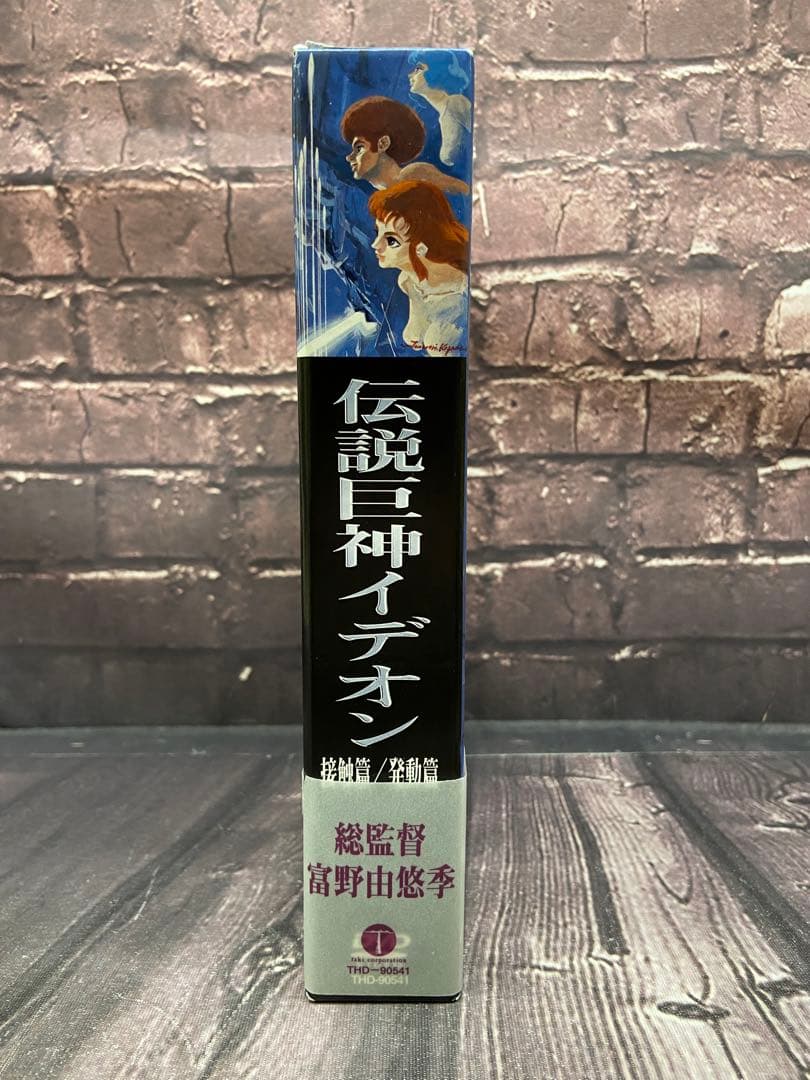 伝説巨神イデオン
接触篇/発動篇
総監督
富野由悠季
T
taki corporation
THD-90541
THD-90541